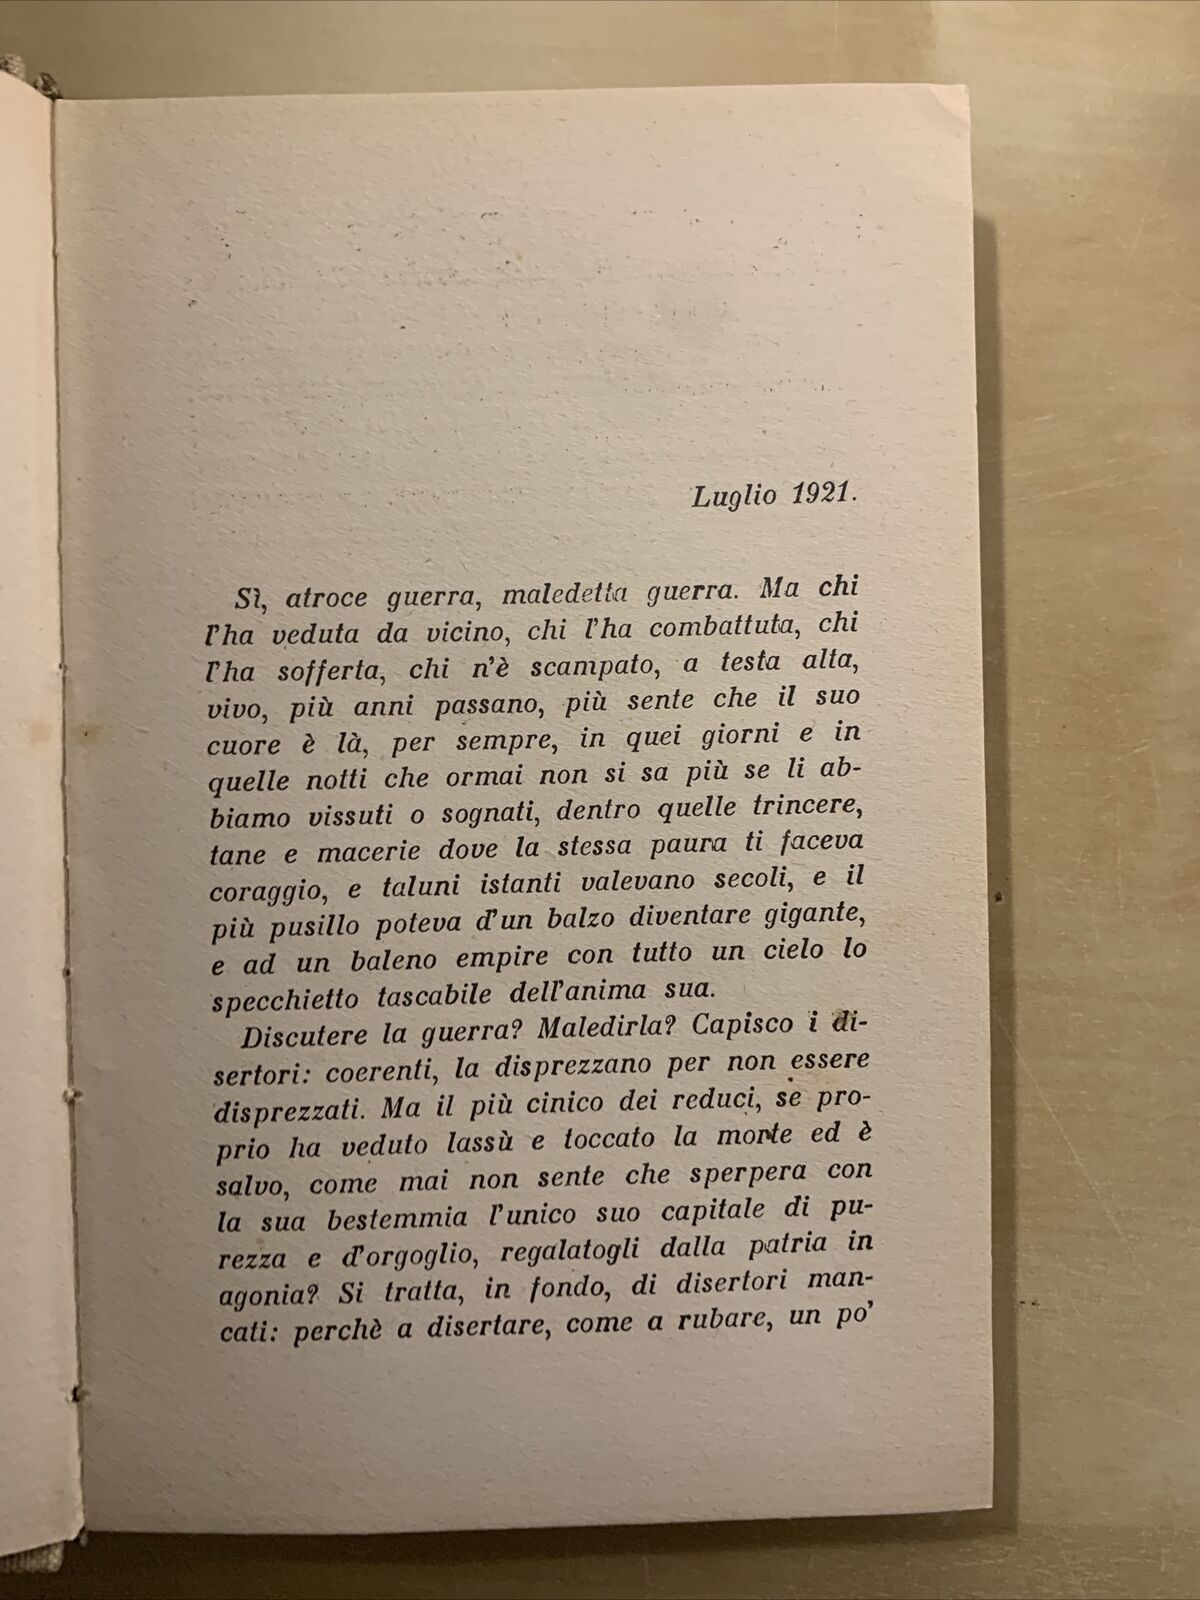 Luglio 1921.
Sì, atroce guerra, maledetta guerra. Ma chi
l'ha veduta da vicino, chi l'ha combattuta, chi
l'ha sofferta, chi n'è scampato, a testa alta,
vivo, più anni passano, più sente che il suo
cuore è là, per sempre, in quei giorni e in
quelle notti che ormai non si sa più se li ab-
biamo vissuti o sognati, dentro quelle trincere,
tane e macerie dove la stessa paura ti faceva
coraggio, e taluni istanti valevano secoli, e il
più pusillo poteva d'un balzo diventare gigante,
e ad un baleno empire con tutto un cielo lo
specchietto tascabile dell'anima sua.
Discutere la guerra? Maledirla? Capisco i di-
sertori: coerenti, la disprezzano per non essere
disprezzati. Ma il più cinico dei reduci, se pro-
prio ha veduto lassù e toccato la morte ed è
salvo, come mai non sente che sperpera con
la sua bestemmia l'unico suo capitale di pu-
rezza e d'orgoglio, regalatogli dalla patria in
agonia? Si tratta, in fondo, di disertori man-
cati: perchè a disertare, come a rubare, un po'